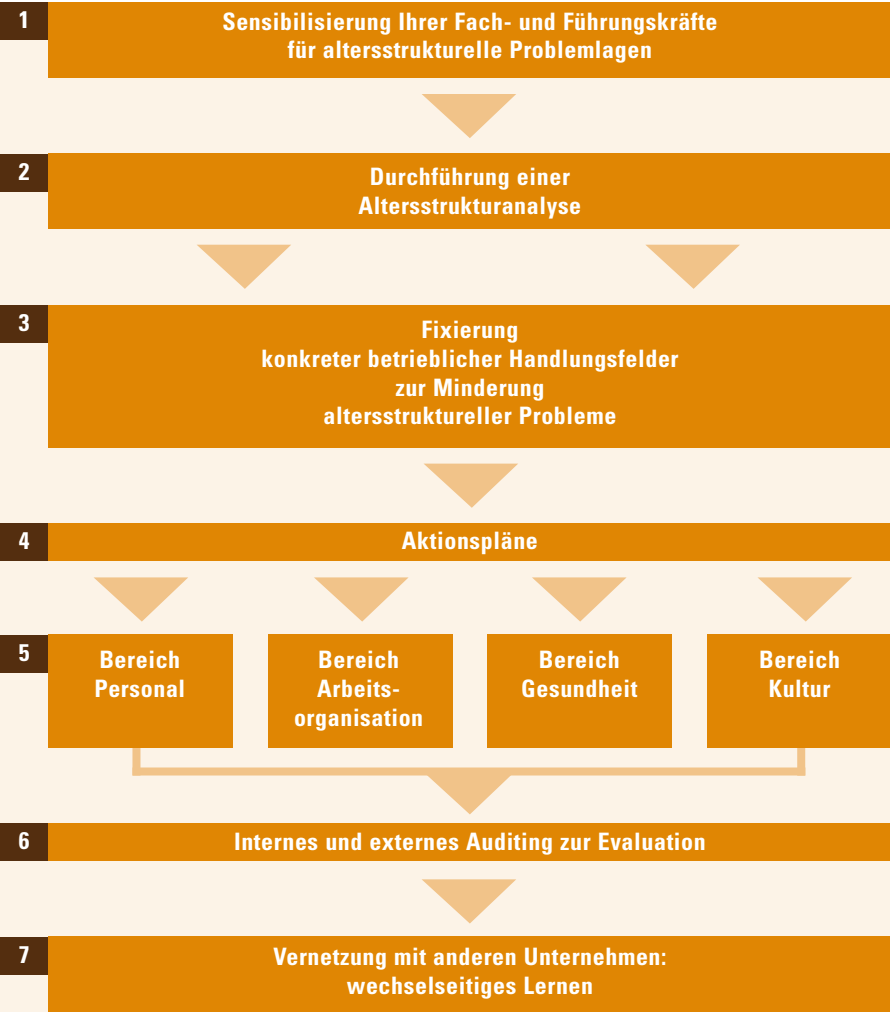 1
Sensibilisierung Ihrer Fach- und Führungskräfte
für altersstrukturelle Problemlagen
2
Durchführung einer
Altersstrukturanalyse
3
Fixierung
konkreter betrieblicher Handlungsfelder
zur Minderung
altersstruktureller Probleme
4
Aktionspläne
5
Bereich
Personal
Bereich
Arbeits-
organisation
Bereich
Gesundheit
Bereich
Kultur
6
Internes und externes Auditing zur Evaluation
7
Vernetzung mit anderen Unternehmen:
wechselseitiges Lernen